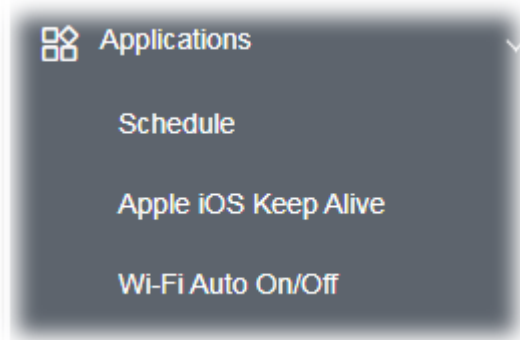 Applications
Schedule
Apple iOS Keep Alive
Wi-Fi Auto On/Off